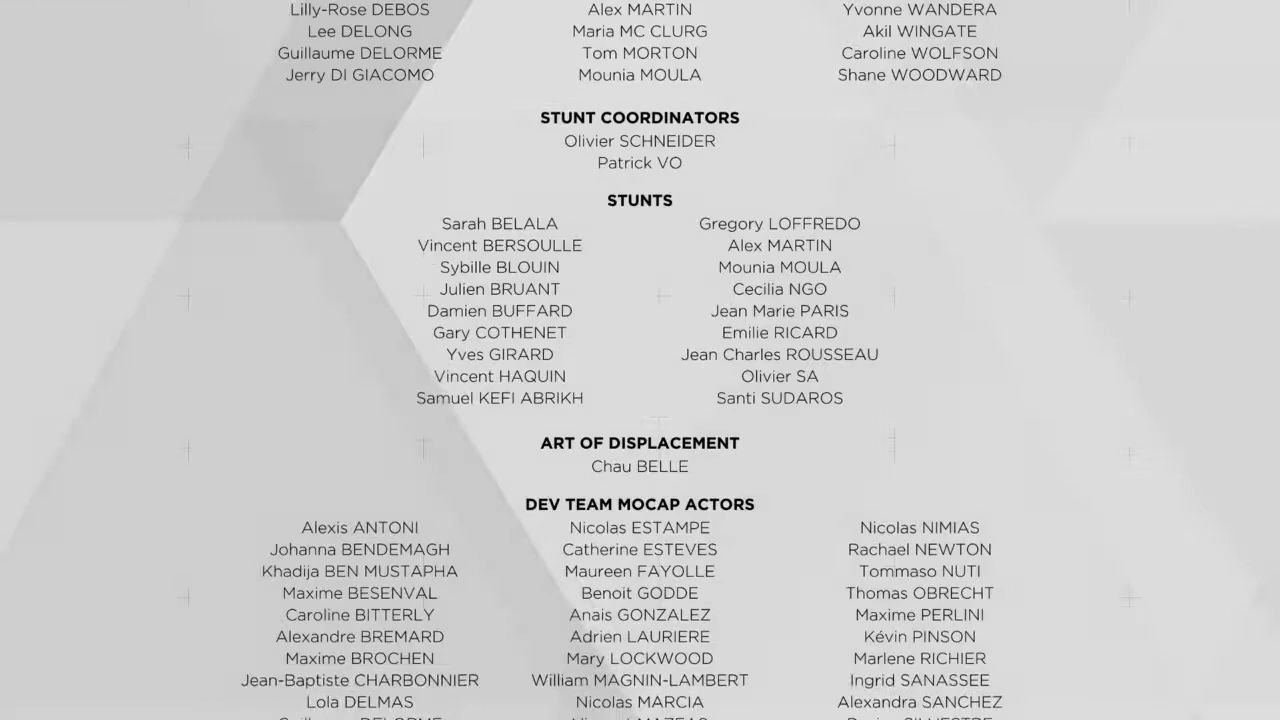 Lilly-Rose DEBOS Alex MARTIN Yvonne WANDERA
Lee DELONG Maria MC CLURG Akil WINGATE
Guillaume DELORME Tom MORTON Caroline WOLFSON
Jerry DI GIACOMO Mounia MOULA Shane WOODWARD
STUNT COORDINATORS
Olivier SCHNEIDER
Patrick VO
STUNTS
Sarah BELALA Gregory LOFFREDO
Vincent BERSOULLE Alex MARTIN
Sybille BLOUIN Mounia MOULA
Julien BRUANT Cecilia NGO
Damien BUFFARD Jean Marie PARIS
Gary COTHENET Emilie RICARD
Yves GIRARD Jean Charles ROUSSEAU
Vincent HAQUIN Olivier SA
Samuel KEFI ABRIKH Santi SUDAROS
ART OF DISPLACEMENT
Chau BELLE
DEV TEAM MOCAP ACTORS
Alexis ANTONI Nicolas ESTAMPE Nicolas NIMIAS
Johanna BENDEMAGH Catherine ESTEVES Rachael NEWTON
Khadija BEN MUSTAPHA Maureen FAYOLLE Tommaso NUTI
Maxime BESENVAL Benoit GODDE Thomas OBRECHT
Caroline BITTERLY Anais GONZALEZ Maxime PERLINI
Alexandre BREMARD Adrien LAURIERE Kévin PINSON
Maxime BROCHEN Mary LOCKWOOD Marlene RICHIER
Jean-Baptiste CHARBONNIER William MAGNIN-LAMBERT Ingrid SANASSEE
Lola DELMAS Nicolas MARCIA Alexandra SANCHEZ